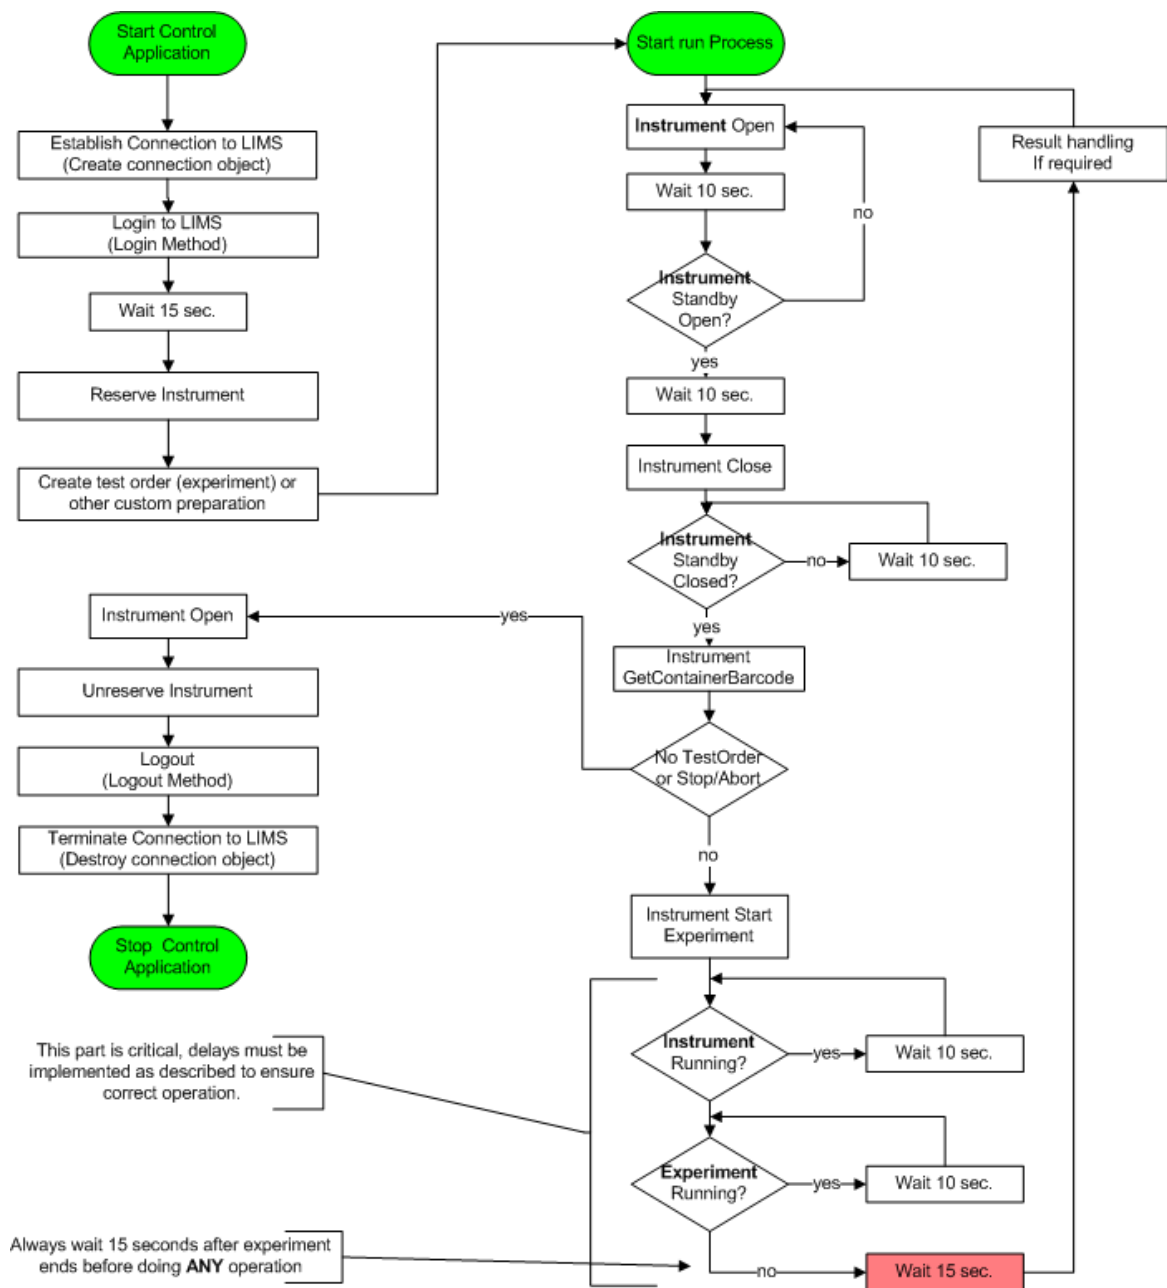 Start Control
Application
Establish Connection to LIMS
(Create connection object)
Login to LIMS
(Login Method)
Wait 15 sec.
Reserve Instrument
Create test order (experiment) or
other custom preparation
Start run Process
Instrument Open
Wait 10 sec.
Instrument
Standby
Open?
no
yes
Wait 10 sec.
Instrument Close
Instrument
Standby
Closed?
no
Wait 10 sec.
yes
Instrument
GetContainerBarcode
No TestOrder
or Stop/Abort
yes
no
Instrument Open
Unreserve Instrument
Logout
(Logout Method)
Terminate Connection to LIMS
(Destroy connection object)
Stop Control
Application
Instrument Start
Experiment
Instrument
Running?
yes
Wait 10 sec.
Experiment
Running?
yes
Wait 10 sec.
no
Wait 15 sec.
Result handling
If required
This part is critical, delays must be
implemented as described to ensure
correct operation.
Always wait 15 seconds after experiment
ends before doing ANY operation